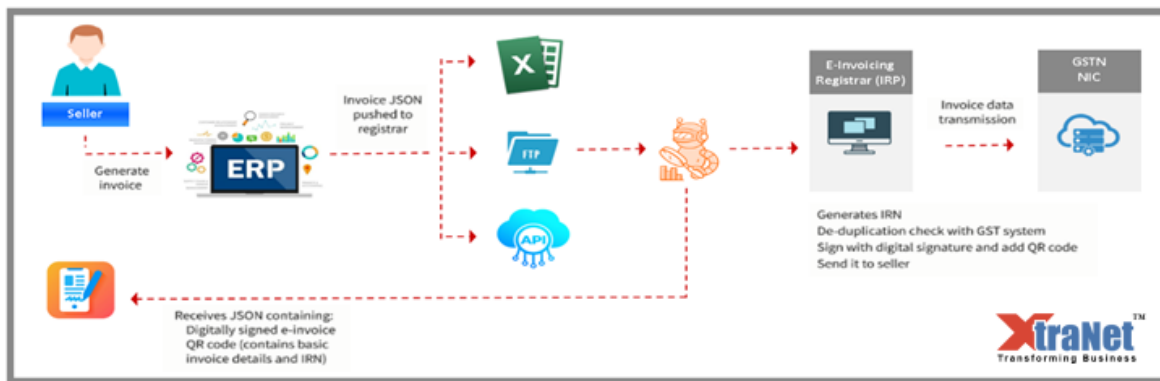 Seller
Generate
invoice
ERP
Invoice JSON
pushed to
registrar
X
FTP
API
E-Invoicing
Registrar (IRP)
Invoice data
transmission
GSTN
NIC
Generates IRN
De-duplication check with GST system
Sign with digital signature and add QR code
Send it to seller
Receives JSON containing:
Digitally signed e-invoice
QR code (contains basic
invoice details and IRN)
XtraNet™
Transforming Business